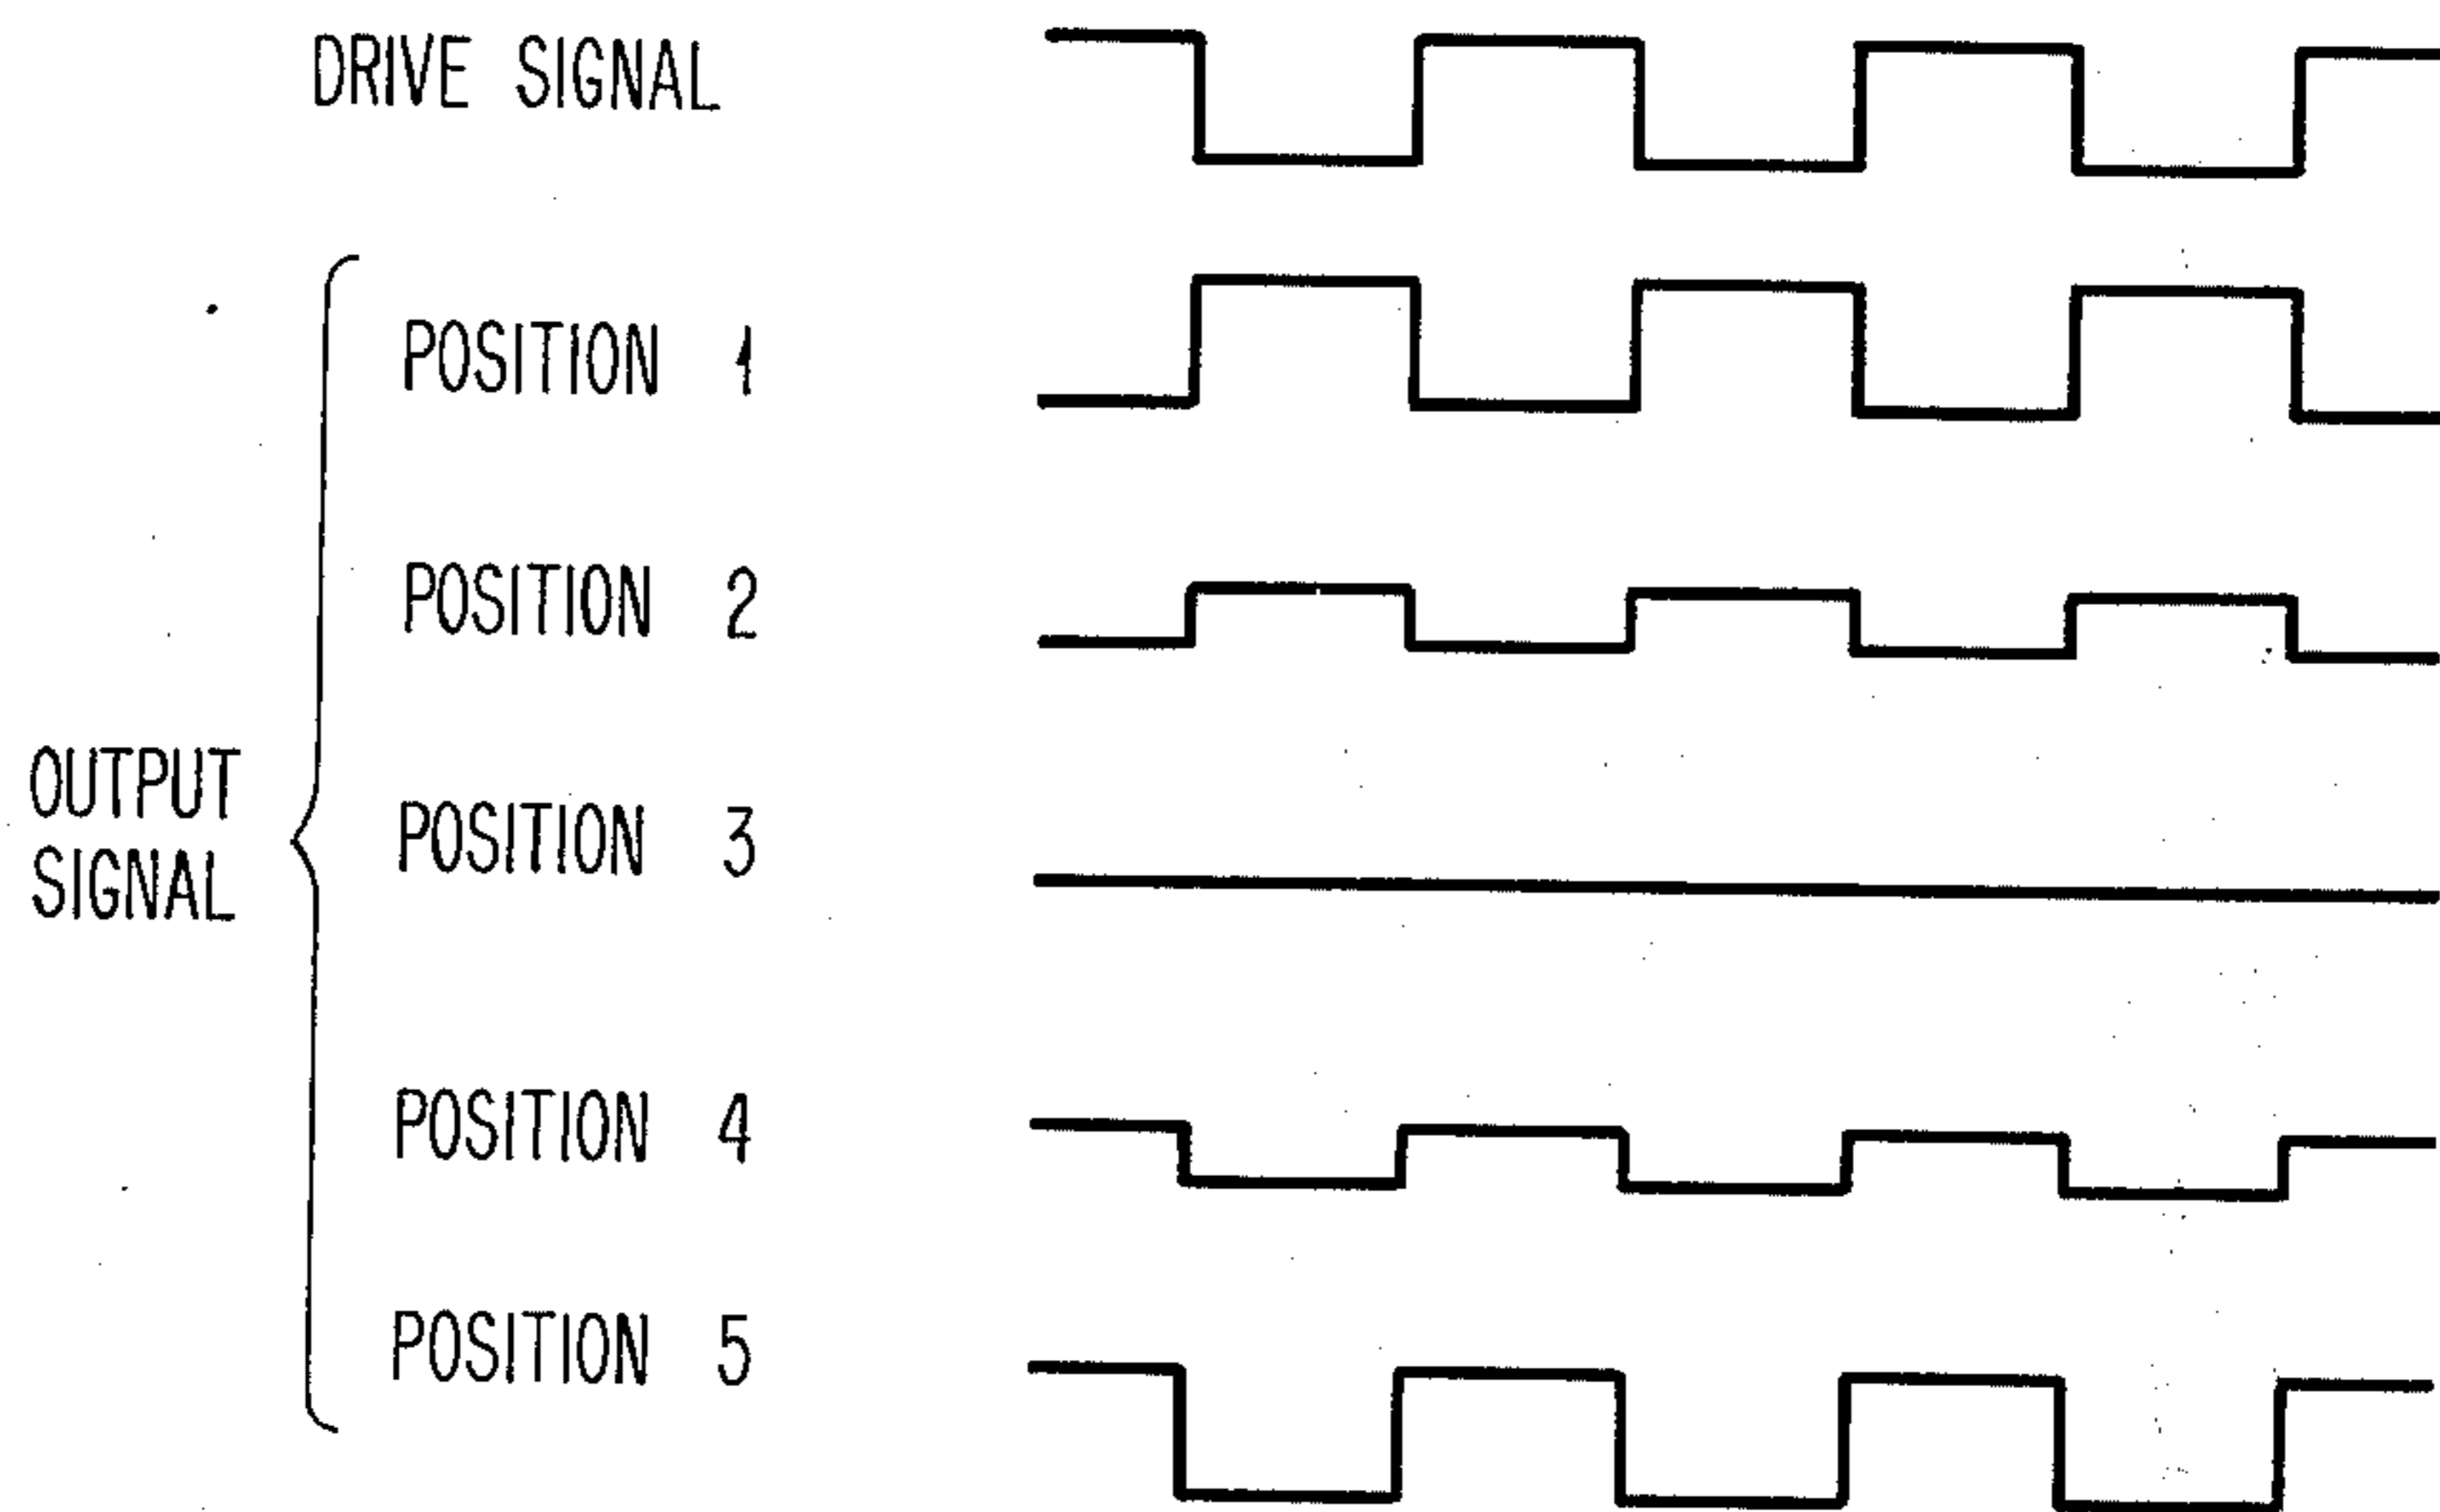 DRIVE SIGNAL
POSITION 1
POSITION 2
OUTPUT
SIGNAL
POSITION 3
POSITION 4
POSITION 5